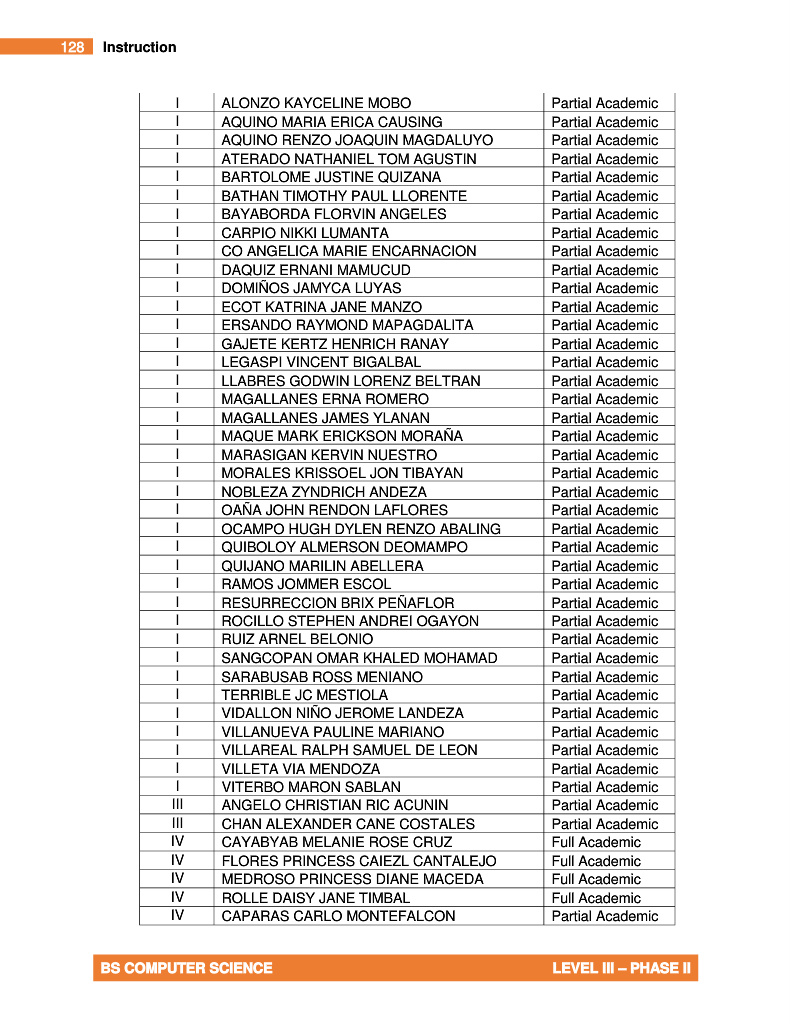 128 Instruction
I ALONZO KAYCELINE MOBO Partial Academic
I AQUINO MARIA ERICA CAUSING Partial Academic
I AQUINO RENZO JOAQUIN MAGDALUYO Partial Academic
I ATERADO NATHANIEL TOM AGUSTIN Partial Academic
I BARTOLOME JUSTINE QUIZANA Partial Academic
I BATHAN TIMOTHY PAUL LLORENTE Partial Academic
I BAYABORDA FLORVIN ANGELES Partial Academic
I CARPIO NIKKI LUMANTA Partial Academic
I CO ANGELICA MARIE ENCARNACION Partial Academic
I DAQUIZ ERNANI MAMUCUD Partial Academic
I DOMIÑOS JAMYCA LUYAS Partial Academic
I ECOT KATRINA JANE MANZO Partial Academic
I ERSANDO RAYMOND MAPAGDALITA Partial Academic
I GAJETE KERTZ HENRICH RANAY Partial Academic
I LEGASPI VINCENT BIGALBAL Partial Academic
I LLABRES GODWIN LORENZ BELTRAN Partial Academic
I MAGALLANES ERNA ROMERO Partial Academic
I MAGALLANES JAMES YLANAN Partial Academic
I MAQUE MARK ERICKSON MORAÑA Partial Academic
I MARASIGAN KERVIN NUESTRO Partial Academic
I MORALES KRISSOEL JON TIBAYAN Partial Academic
I NOBLEZA ZYNDRICH ANDEZA Partial Academic
I OAÑA JOHN RENDON LAFLORES Partial Academic
I OCAMPO HUGH DYLEN RENZO ABALING Partial Academic
I QUIBOLOY ALMERSON DEOMAMPO Partial Academic
I QUIJANO MARILIN ABELLERA Partial Academic
I RAMOS JOMMER ESCOL Partial Academic
I RESURRECCION BRIX PEÑAFLOR Partial Academic
I ROCILLO STEPHEN ANDREI OGAYON Partial Academic
I RUIZ ARNEL BELONIO Partial Academic
I SANGCOPAN OMAR KHALED MOHAMAD Partial Academic
I SARABUSAB ROSS MENIANO Partial Academic
I TERRIBLE JC MESTIOLA Partial Academic
I VIDALLON NIÑO JEROME LANDEZA Partial Academic
I VILLANUEVA PAULINE MARIANO Partial Academic
I VILLAREAL RALPH SAMUEL DE LEON Partial Academic
I VILLETA VIA MENDOZA Partial Academic
I VITERBO MARON SABLAN Partial Academic
III ANGELO CHRISTIAN RIC ACUNIN Partial Academic
III CHAN ALEXANDER CANE COSTALES Partial Academic
IV CAYABYAB MELANIE ROSE CRUZ Full Academic
IV FLORES PRINCESS CAIEZL CANTALEJO Full Academic
IV MEDROSO PRINCESS DIANE MACEDA Full Academic
IV ROLLE DAISY JANE TIMBAL Full Academic
IV CAPARAS CARLO MONTEFALCON Partial Academic
BS COMPUTER SCIENCE LEVEL III – PHASE II